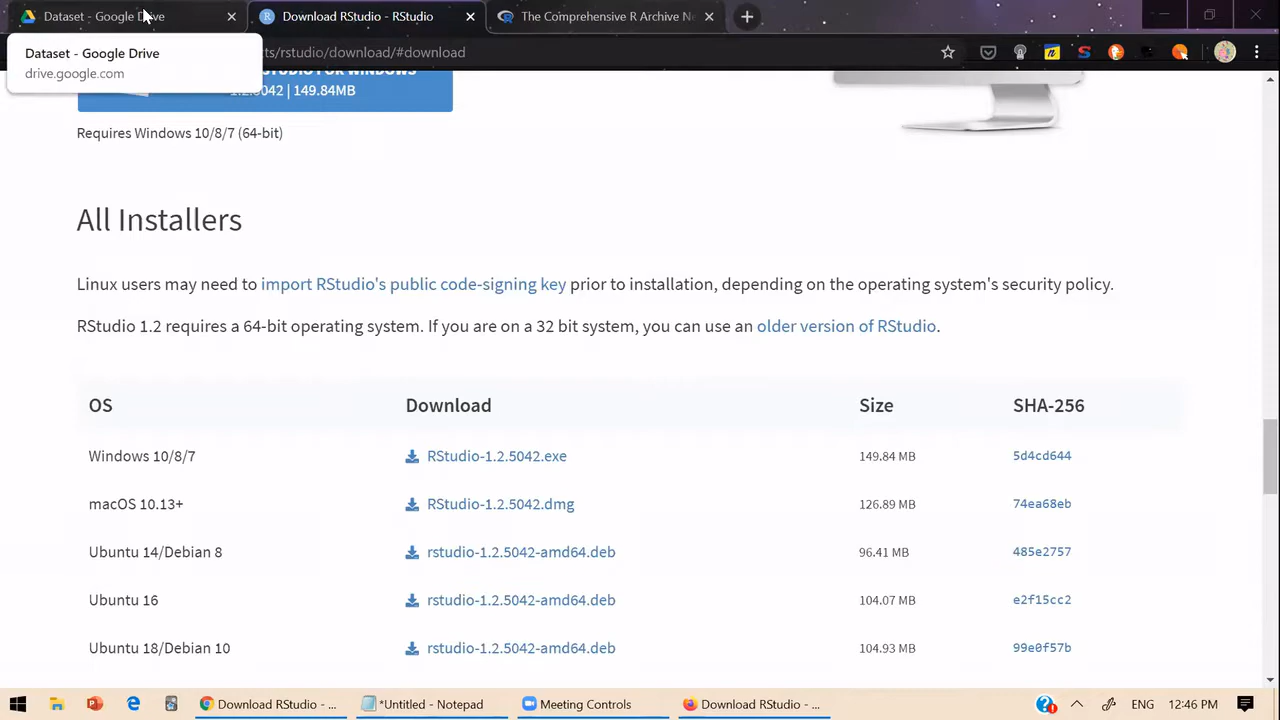 Dataset - Google Drive
Download RStudio - RStudio
The Comprehensive R Archive N
Dataset - Google Drive
drive.google.com
cts/rstudio/download/#download
STUDIO FOR WINDOWS
1.2.5042 | 149.84MB
Requires Windows 10/8/7 (64-bit)
All Installers
Linux users may need to import RStudio's public code-signing key prior to installation, depending on the operating system's security policy.
RStudio 1.2 requires a 64-bit operating system. If you are on a 32 bit system, you can use an older version of RStudio.
OS Download Size SHA-256
Windows 10/8/7 RStudio-1.2.5042.exe 149.84 MB 5d4cd644
macOS 10.13+ RStudio-1.2.5042.dmg 126.89 MB 74ea68eb
Ubuntu 14/Debian 8 rstudio-1.2.5042-amd64.deb 96.41 MB 485e2757
Ubuntu 16 rstudio-1.2.5042-amd64.deb 104.07 MB e2f15cc2
Ubuntu 18/Debian 10 rstudio-1.2.5042-amd64.deb 104.93 MB 99e0f57b
Download RStudio - ... *Untitled - Notepad Meeting Controls Download RStudio - ... ENG 12:46 PM